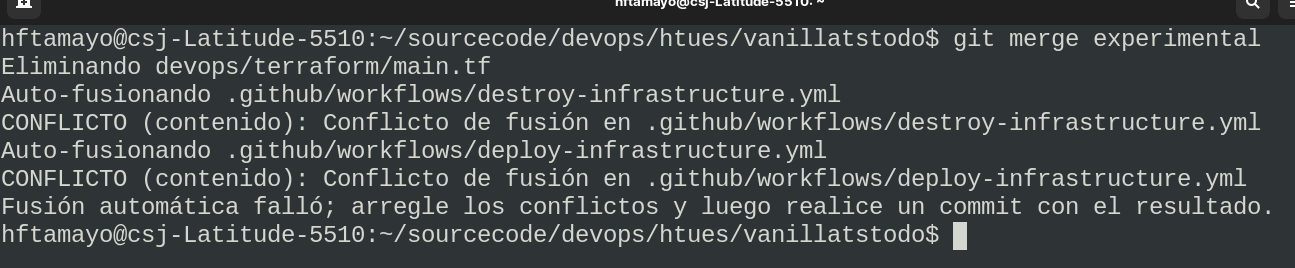 hftamayo@csj-Latitude-5510: ~
hftamayo@csj-Latitude-5510:~/sourcecode/devops/htues/vanillatstodo$ git merge experimental
Eliminando devops/terraform/main.tf
Auto-fusionando .github/workflows/destroy-infrastructure.yml
CONFLICTO (contenido): Conflicto de fusión en .github/workflows/destroy-infrastructure.yml
Auto-fusionando .github/workflows/deploy-infrastructure.yml
CONFLICTO (contenido): Conflicto de fusión en .github/workflows/deploy-infrastructure.yml
Fusión automática falló; arregle los conflictos y luego realice un commit con el resultado.
hftamayo@csj-Latitude-5510:~/sourcecode/devops/htues/vanillatstodo$